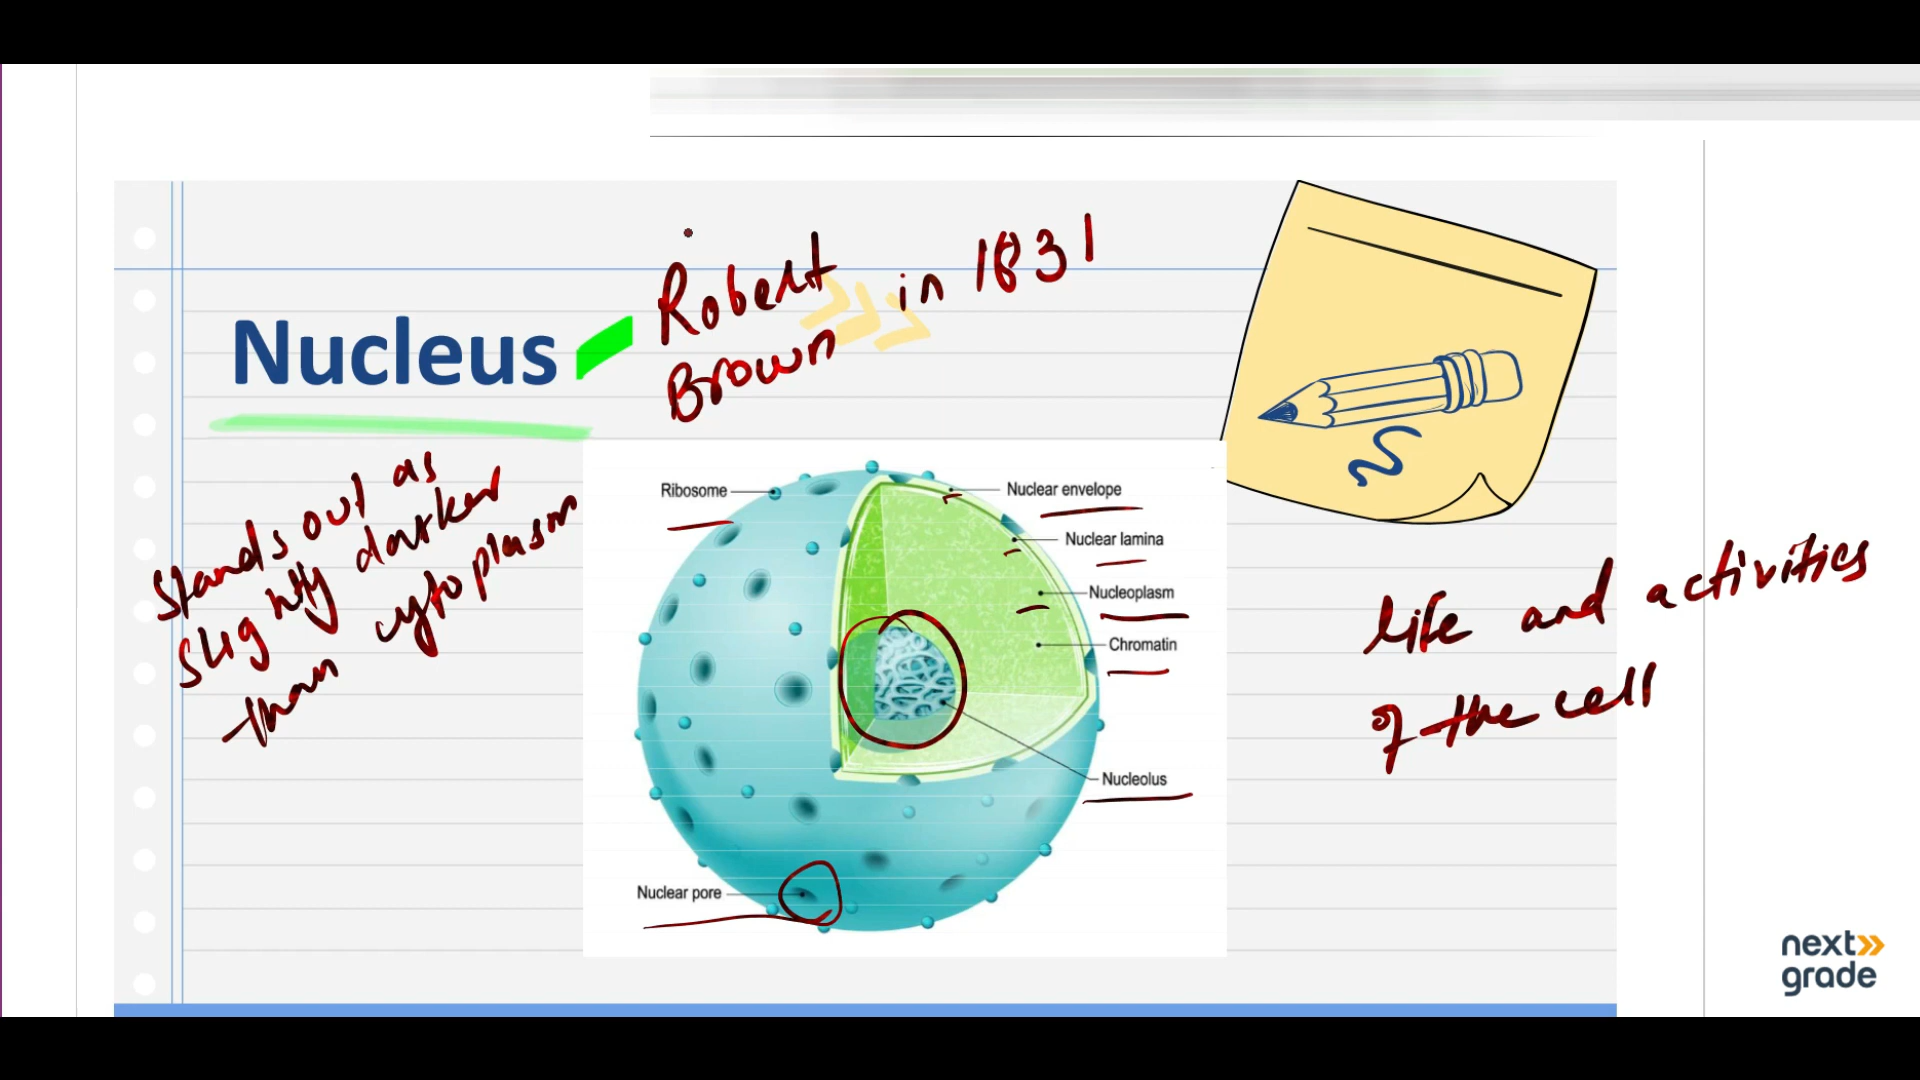 Nucleus
Robert
Brown
in 1831
Stands out as
slightly darker
than cytoplasm
Ribosome
Nuclear envelope
Nuclear lamina
Nucleoplasm
Chromatin
Nucleolus
Nuclear pore
life and activities
of the cell
next
grade